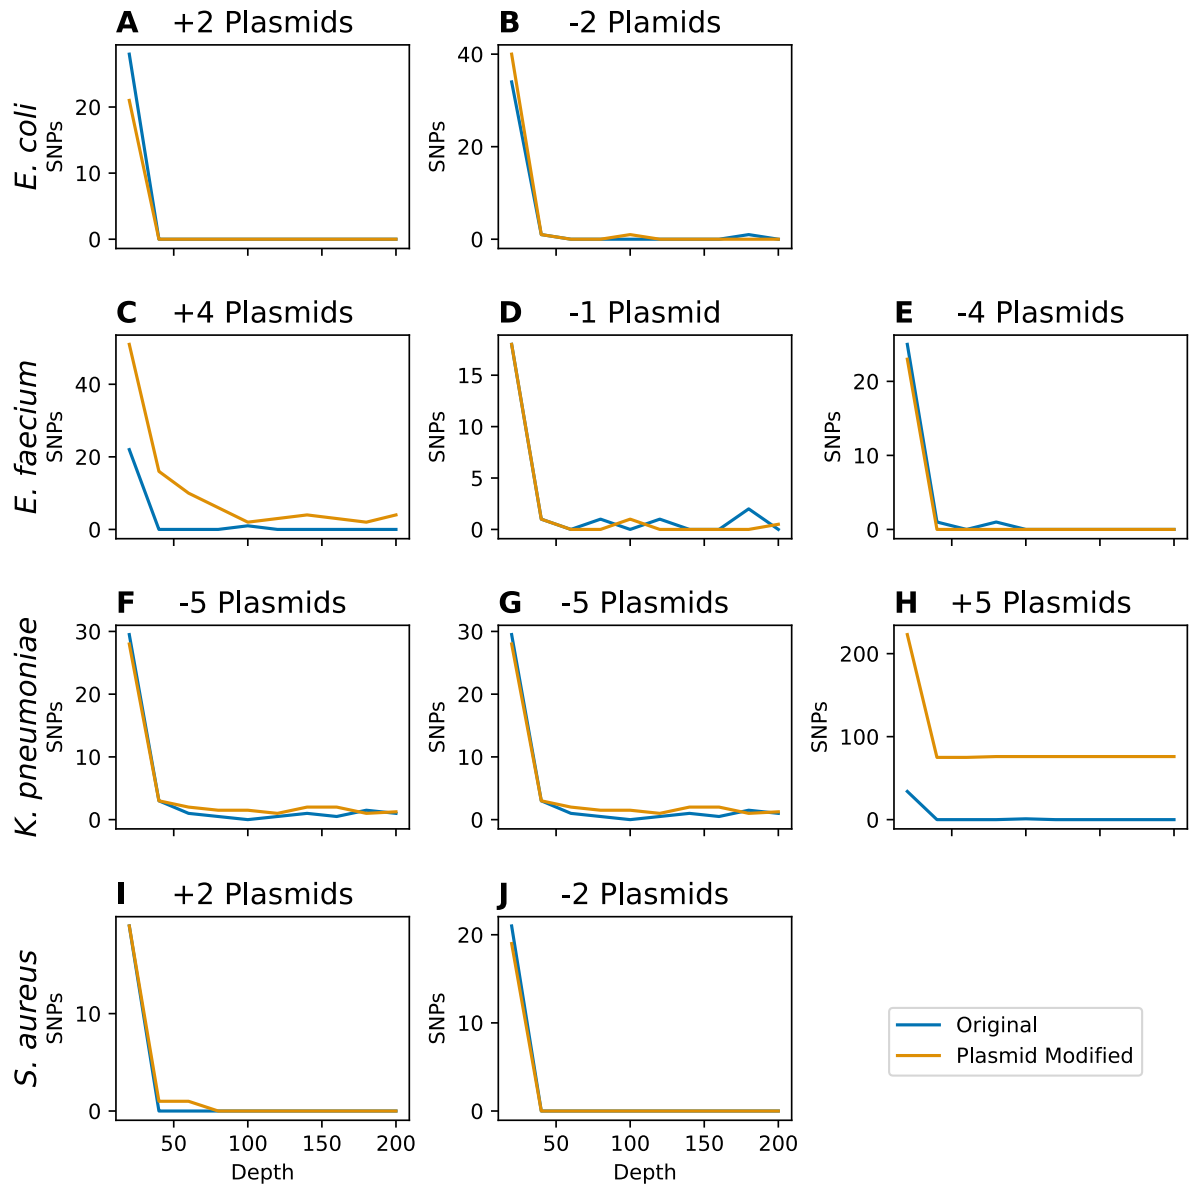 A +2 Plasmids
B -2 Plamids
E. coli
SNPs
20
10
0
SNPs
40
20
0
C +4 Plasmids
D -1 Plasmid
E -4 Plasmids
E. faecium
SNPs
40
20
0
SNPs
15
10
5
0
SNPs
20
10
0
F -5 Plasmids
G -5 Plasmids
H +5 Plasmids
K. pneumoniae
SNPs
30
20
10
0
SNPs
30
20
10
0
SNPs
200
100
0
I +2 Plasmids
J -2 Plasmids
S. aureus
SNPs
10
0
SNPs
20
10
0
50 100 150 200
Depth
50 100 150 200
Depth
Original
Plasmid Modified